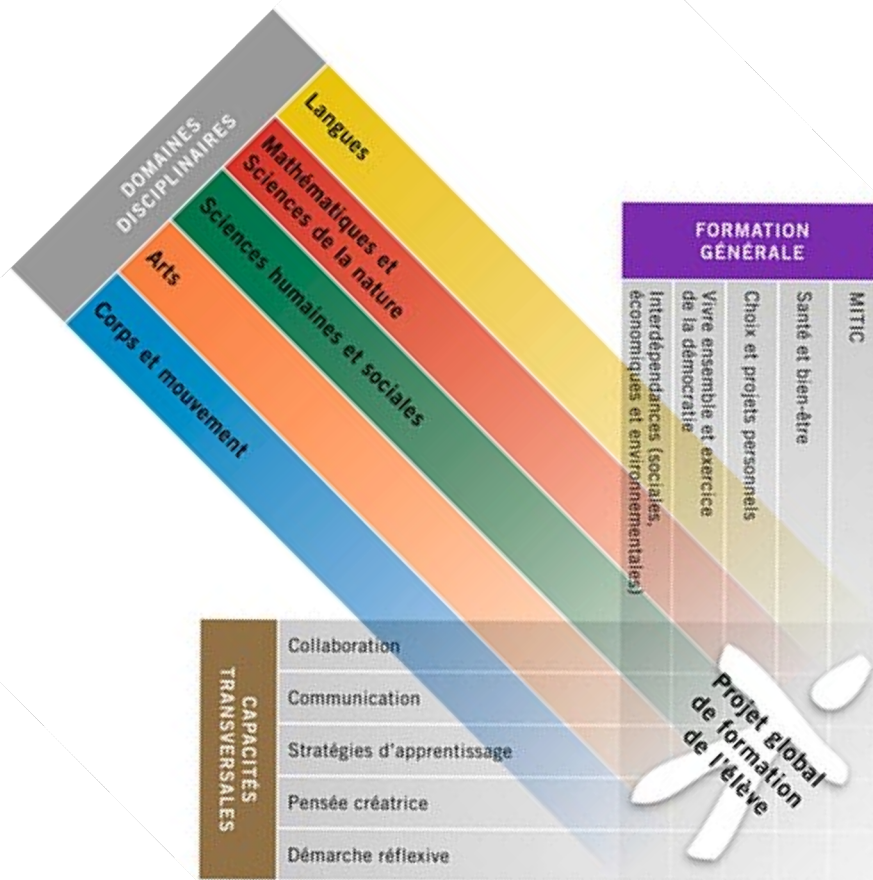 DOMAINES
DISCIPLINAIRES
Langues
Mathématiques et
Sciences de la nature
Sciences humaines et sociales
Arts
Corps et mouvement
FORMATION
GÉNÉRALE
MITIC
Santé et bien-être
Choix et projets personnels
Vivre ensemble et exercice
de la démocratie
Interdépendances (sociales,
économiques et environnementales)
CAPACITÉS
TRANSVERSALES
Collaboration
Communication
Stratégies d'apprentissage
Pensée créatrice
Démarche réflexive
Projet global
de formation
de l'élève